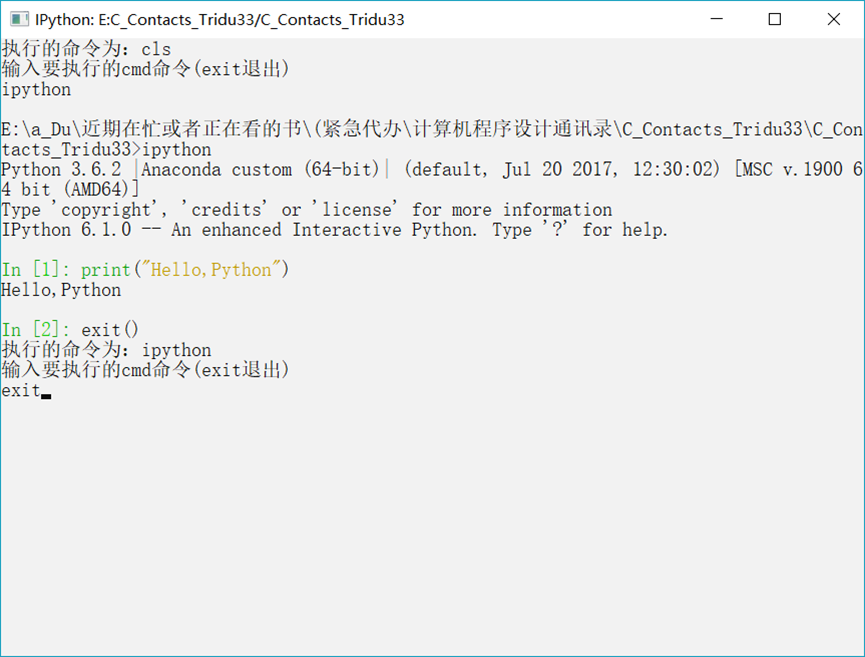 IPython: E:C_Contacts_Tridu33/C_Contacts_Tridu33
执行的命令为: cls
输入要执行的cmd命令(exit退出)
ipython
E:\a_Du\近期在忙或者正在看的书\(紧急代办\计算机程序设计通讯录\C_Contacts_Tridu33\C_Con
tacts_Tridu33>ipython
Python 3.6.2 |Anaconda custom (64-bit)| (default, Jul 20 2017, 12:30:02) [MSC v.1900 6
4 bit (AMD64)]
Type 'copyright', 'credits' or 'license' for more information
IPython 6.1.0 -- An enhanced Interactive Python. Type '?' for help.
In [1]: print("Hello,Python")
Hello,Python
In [2]: exit()
执行的命令为: ipython
输入要执行的cmd命令(exit退出)
exit